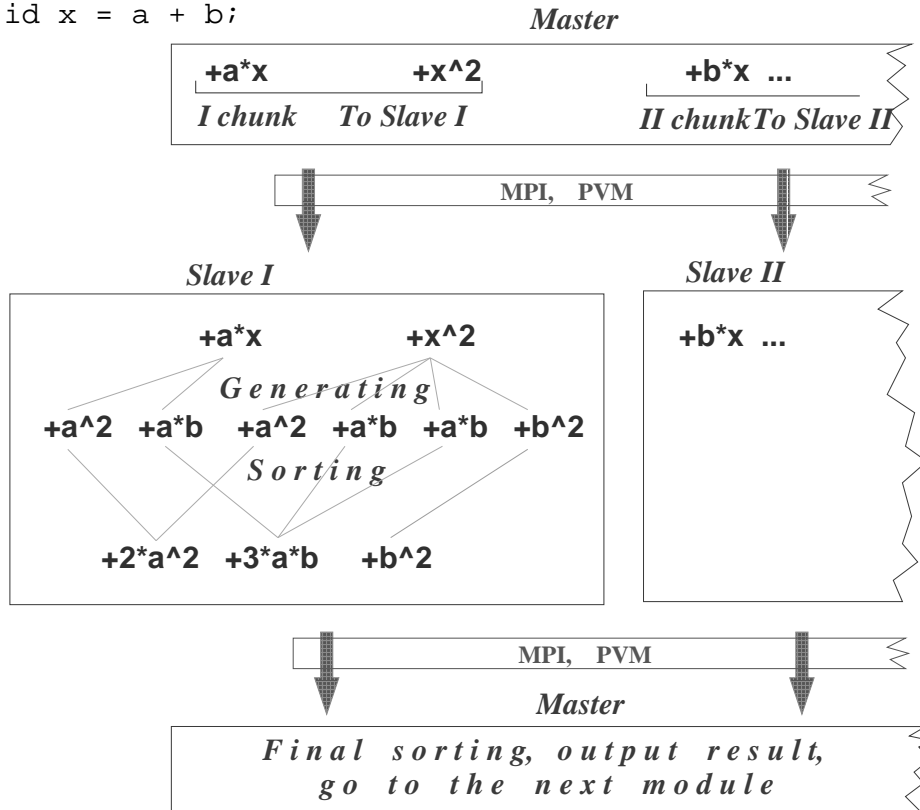 id x = a + b;
Master
+a*x +x^2 +b*x ...
I chunk To Slave I II chunk To Slave II
MPI, PVM
Slave I Slave II
+a*x +x^2 +b*x ...
Generating
+a^2 +a*b +a^2 +a*b +a*b +b^2
Sorting
+2*a^2 +3*a*b +b^2
MPI, PVM
Master
Final sorting, output result,
go to the next module